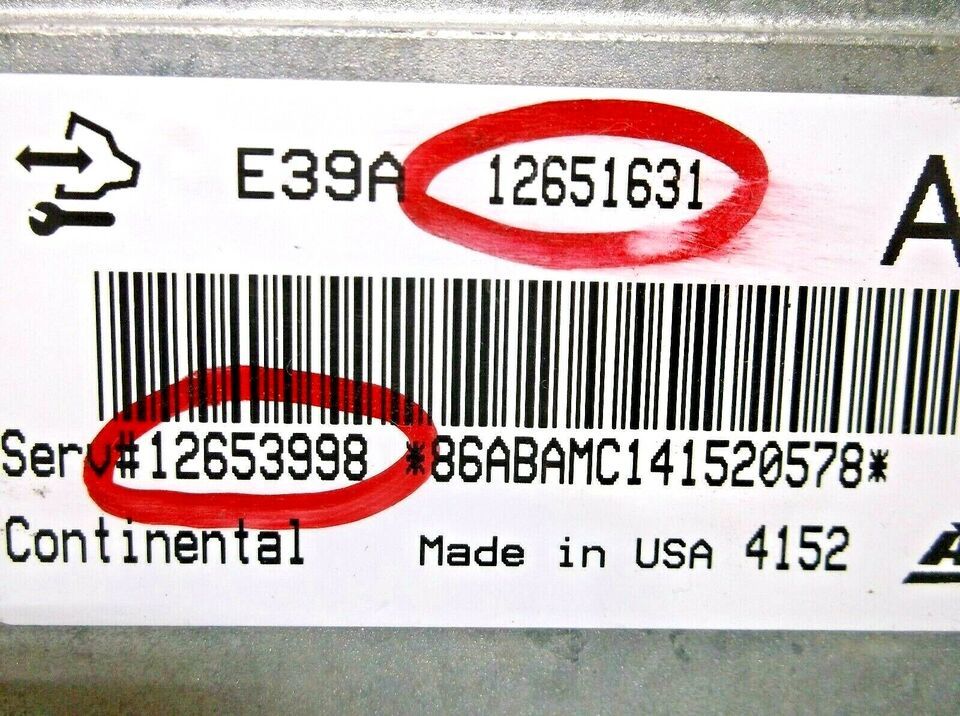 E39A 12651631 A
Serv#12653998 *86ABAMC141520578*
Continental Made in USA 4152